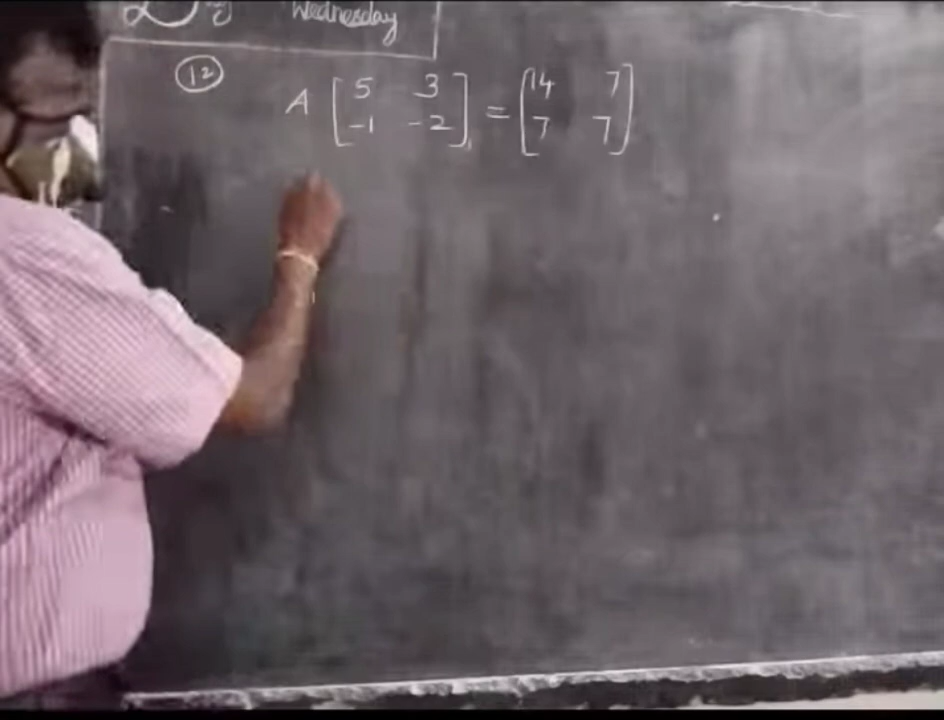 Wednesday
12
A [5 3] = [14 7]
[-1 -2] [7 7]